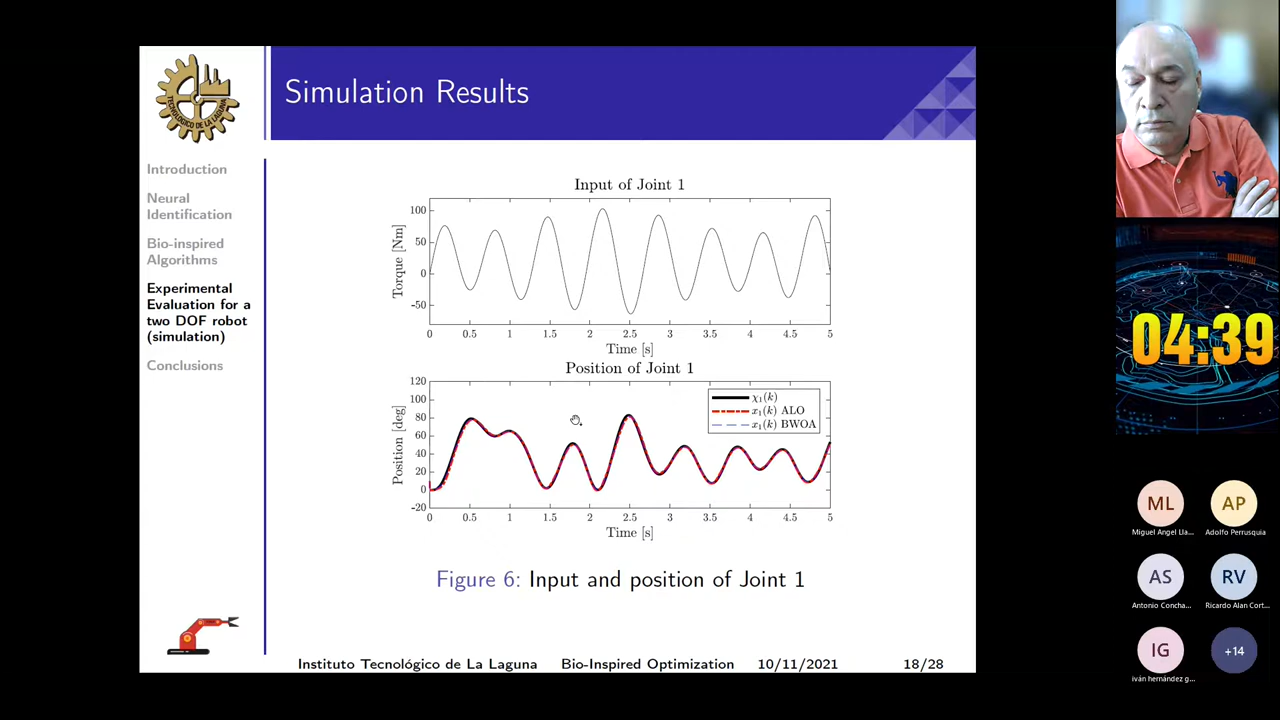 Simulation Results
TECNOLÓGICO DE LA LAGUNA
Introduction
Neural
Identification
Bio-inspired
Algorithms
Experimental
Evaluation for a
two DOF robot
(simulation)
Conclusions
Input of Joint 1
Torque [Nm]
100
50
0
-50
0 0.5 1 1.5 2 2.5 3 3.5 4 4.5 5
Time [s]
Position of Joint 1
Position [deg]
120
100
80
60
40
20
0
-20
χ₁(k)
x₁(k) ALO
x₁(k) BWOA
0 0.5 1 1.5 2 2.5 3 3.5 4 4.5 5
Time [s]
Figure 6: Input and position of Joint 1
Instituto Tecnológico de La Laguna Bio-Inspired Optimization 10/11/2021 18/28
04:39
ML AP
Miguel Angel Lla... Adolfo Perrusquia
AS RV
Antonio Concha... Ricardo Alan Cort...
IG +14
iván hernández g...